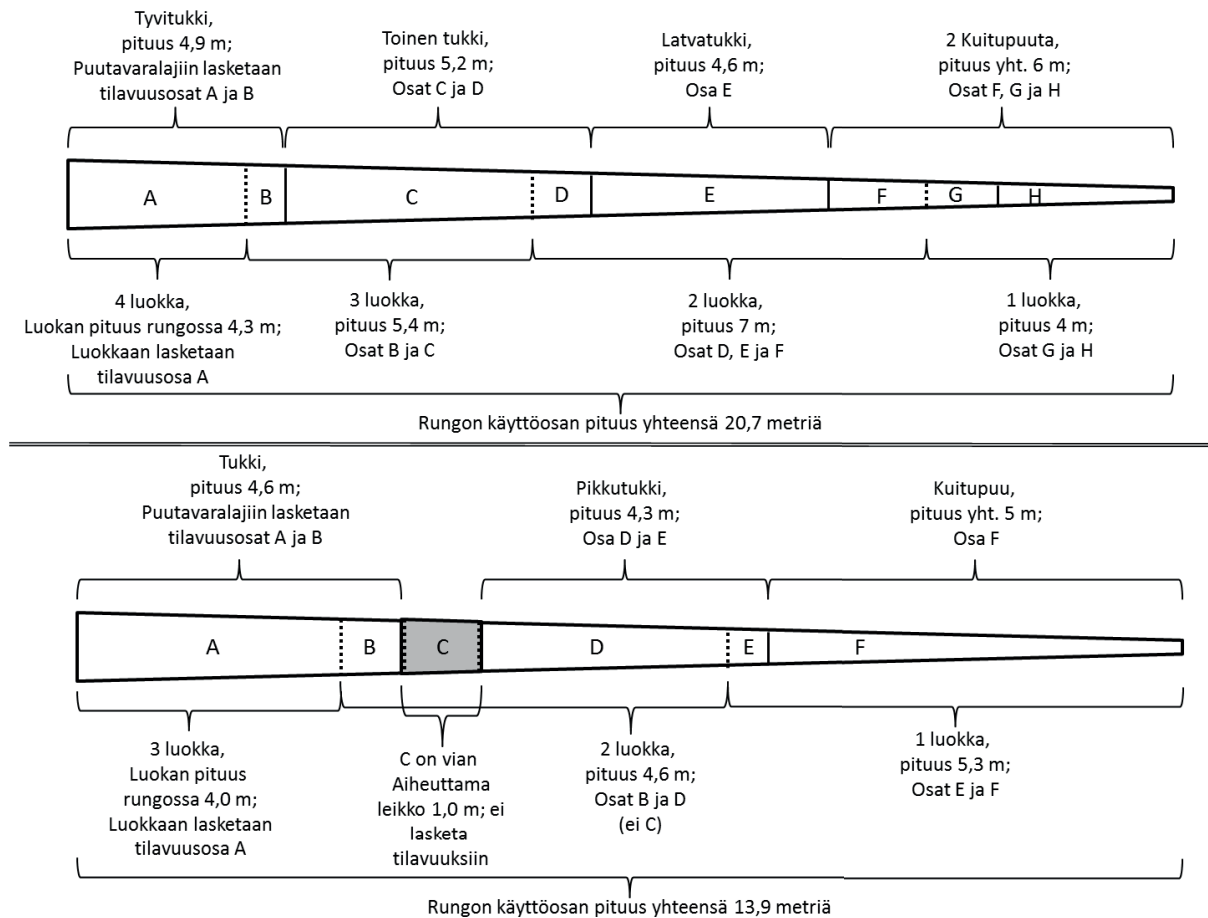 Tyvitukki,
pituus 4,9 m;
Puutavaralajiin lasketaan
tilavuusosat A ja B
Toinen tukki,
pituus 5,2 m;
Osat C ja D
Latvatukki,
pituus 4,6 m;
Osa E
2 Kuitupuuta,
pituus yht. 6 m;
Osat F, G ja H
A
B
C
D
E
F
G
H
4 luokka,
Luokan pituus rungossa 4,3 m;
Luokkaan lasketaan
tilavuusosa A
3 luokka,
pituus 5,4 m;
Osat B ja C
2 luokka,
pituus 7 m;
Osat D, E ja F
1 luokka,
pituus 4 m;
Osat G ja H
Rungon käyttöosan pituus yhteensä 20,7 metriä
Tukki,
pituus 4,6 m;
Puutavaralajiin lasketaan
tilavuusosat A ja B
Pikkutukki,
pituus 4,3 m;
Osa D ja E
Kuitupuu,
pituus yht. 5 m;
Osa F
A
B
C
D
E
F
3 luokka,
Luokan pituus
rungossa 4,0 m;
Luokkaan lasketaan
tilavuusosa A
C on vian
Aiheuttama
leikko 1,0 m; ei
lasketa
tilavuuksiin
2 luokka,
pituus 4,6 m;
Osat B ja D
(ei C)
1 luokka,
pituus 5,3 m;
Osat E ja F
Rungon käyttöosan pituus yhteensä 13,9 metriä